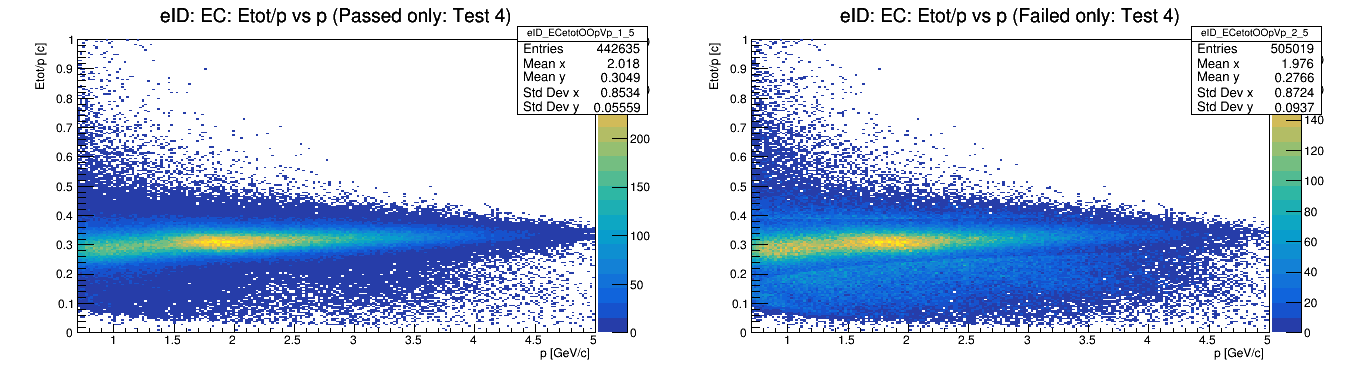 eID: EC: Etot/p vs p (Passed only: Test 4)
eID_ECetotOOpVp_1_5
Entries 442635
Mean x 2.018
Mean y 0.3049
Std Dev x 0.8534
Std Dev y 0.05559
Etot/p [c]
1
0.9
0.8
0.7
0.6
0.5
0.4
0.3
0.2
0.1
0
1 1.5 2 2.5 3 3.5 4 4.5 5
p [GeV/c]
200
150
100
50
0
eID: EC: Etot/p vs p (Failed only: Test 4)
eID_ECetotOOpVp_2_5
Entries 505019
Mean x 1.976
Mean y 0.2766
Std Dev x 0.8724
Std Dev y 0.0937
Etot/p [c]
1
0.9
0.8
0.7
0.6
0.5
0.4
0.3
0.2
0.1
0
1 1.5 2 2.5 3 3.5 4 4.5 5
p [GeV/c]
140
120
100
80
60
40
20
0